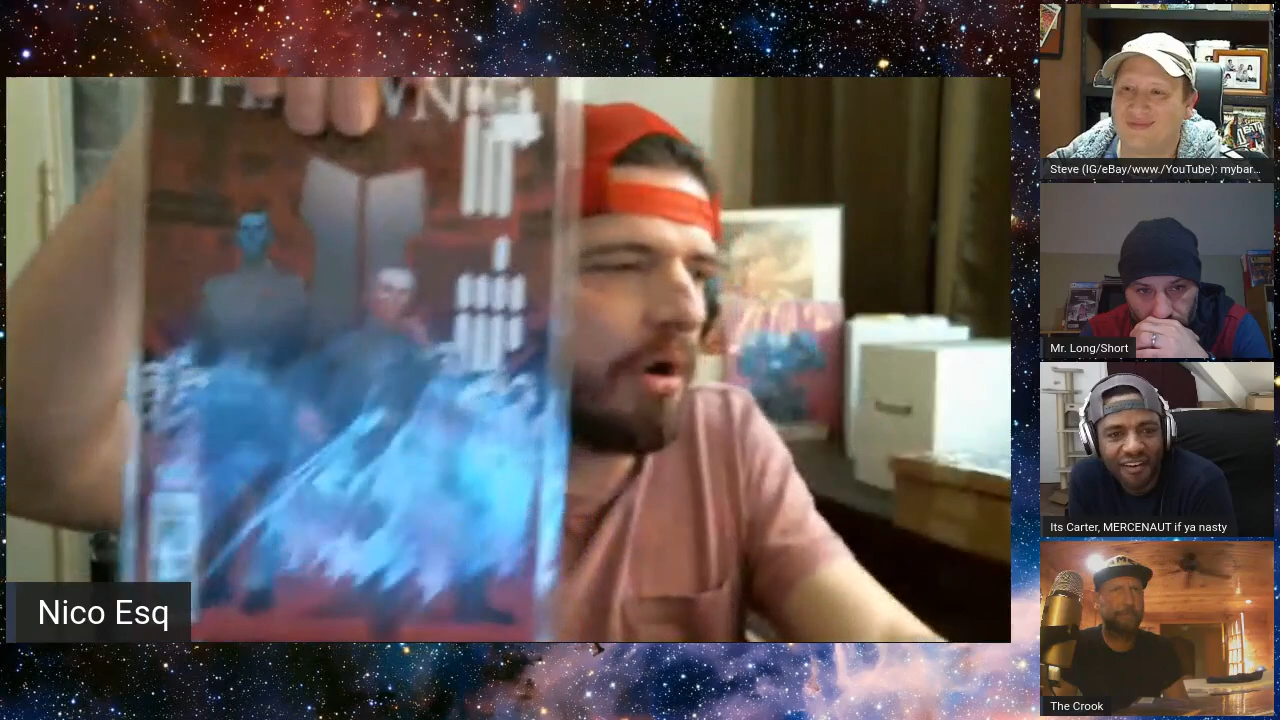 Nico Esq
Steve (IG/eBay/www./YouTube): mybar...
Mr. Long/Short
Its Carter, MERCENAUT if ya nasty
The Crook